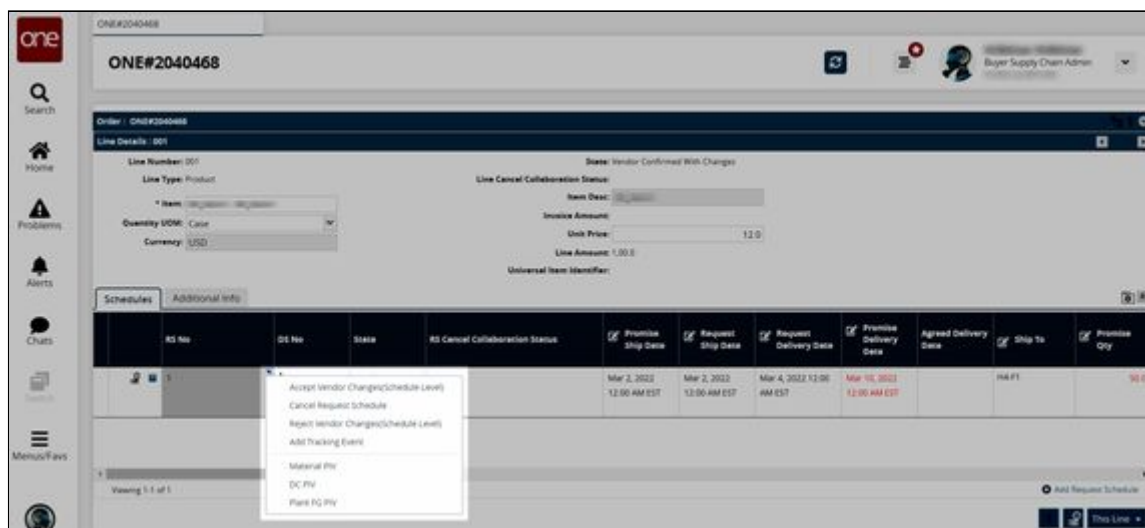 ONE#2040468
one
ONE#2040468
Buyer Supply Chain Admin
Search
Home
Problems
Alerts
Chats
Switch
Menus/Favs
Order : ONE#2040468
Line Details : 001
Line Number: 001
State: Vendor Confirmed With Changes
Line Type: Product
Line Cancel Collaboration Status:
* Item:
Item Desc:
Quantity UOM: Case
Invoice Amount:
Currency: USD
Unit Price: 12.0
Line Amount:
Universal Item Identifier:
Schedules
Additional Info
RS No
DS No
State
RS Cancel Collaboration Status
Promise Ship Date
Request Ship Date
Request Delivery Date
Promise Delivery Date
Agreed Delivery Date
Ship To
Promise Qty
1
Mar 2, 2022 12:00 AM EST
Mar 2, 2022 12:00 AM EST
Mar 4, 2022 12:00 AM EST
Mar 10, 2022 12:00 AM EST
Accept Vendor Changes(Schedule Level)
Cancel Request Schedule
Reject Vendor Changes(Schedule Level)
Add Tracking Event
Material PIV
DC PIV
Plant FG PIV
Viewing 1-1 of 1
Add Request Schedule
This Line